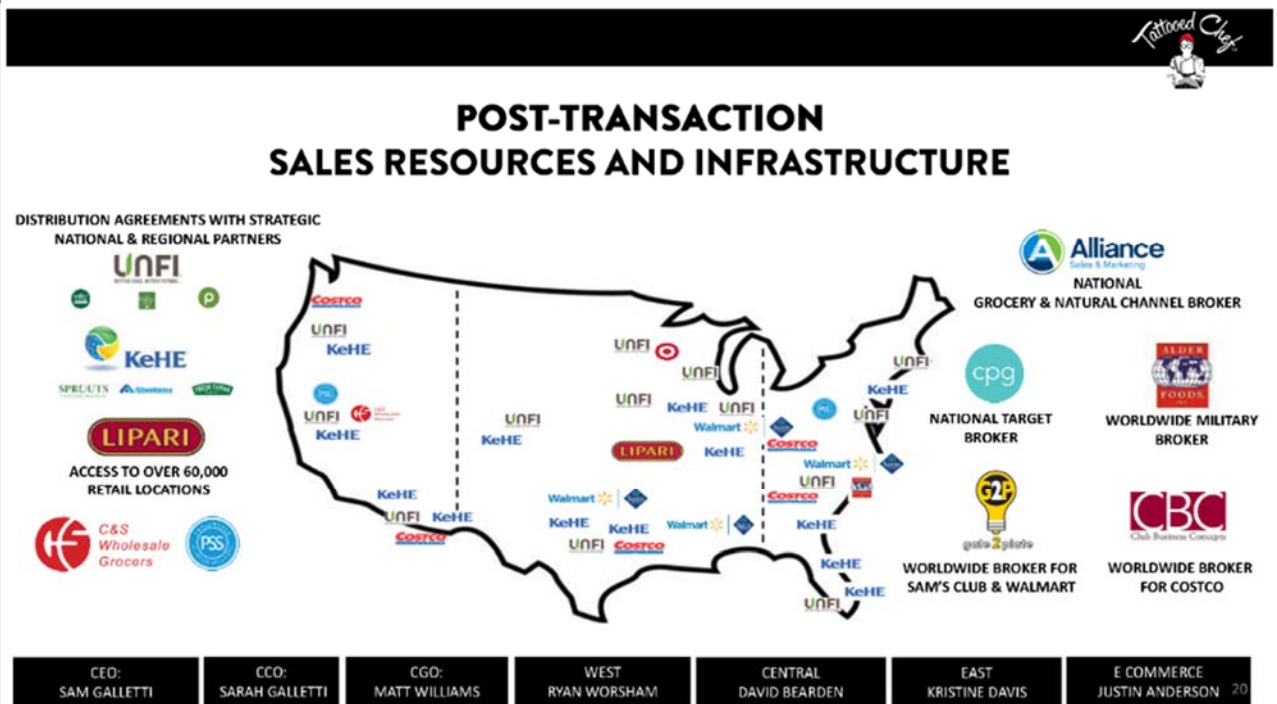 Tattooed Chef
POST-TRANSACTION
SALES RESOURCES AND INFRASTRUCTURE
DISTRIBUTION AGREEMENTS WITH STRATEGIC
NATIONAL & REGIONAL PARTNERS
UNFI
KeHE
SPROUTS
LIPARI
ACCESS TO OVER 60,000
RETAIL LOCATIONS
C&S
Wholesale
Grocers
PSS
Costco
UNFI
KeHE
UNFI
KeHE
KeHE
UNFI
KeHE
Costco
UNFI
KeHE
UNFI
UNFI
UNFI
KeHE
UNFI
Walmart
LIPARI
KeHE
Walmart
KeHE
KeHE
Walmart
UNFI
Costco
UNFI
KeHE
UNFI
Costco
Walmart
UNFI
Costco
KeHE
KeHE
KeHE
UNFI
Alliance
Sales & Marketing
NATIONAL
GROCERY & NATURAL CHANNEL BROKER
cpg
NATIONAL TARGET
BROKER
ALDER
FOODS
WORLDWIDE MILITARY
BROKER
G2P
gate2plate
WORLDWIDE BROKER FOR
SAM'S CLUB & WALMART
CBC
Club Business Concepts
WORLDWIDE BROKER
FOR COSTCO
CEO:
SAM GALLETTI
CCO:
SARAH GALLETTI
CGO:
MATT WILLIAMS
WEST
RYAN WORSHAM
CENTRAL
DAVID BEARDEN
EAST
KRISTINE DAVIS
E COMMERCE
JUSTIN ANDERSON
20